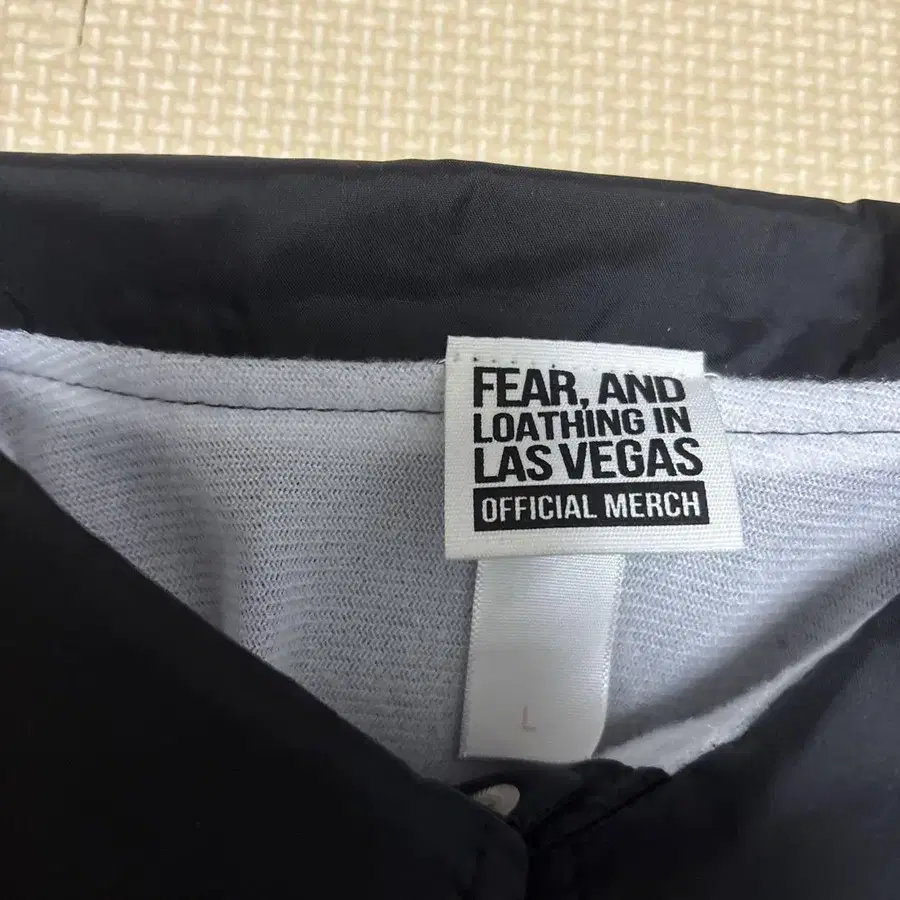 FEAR, AND
LOATHING IN
LAS VEGAS
OFFICIAL MERCH
L